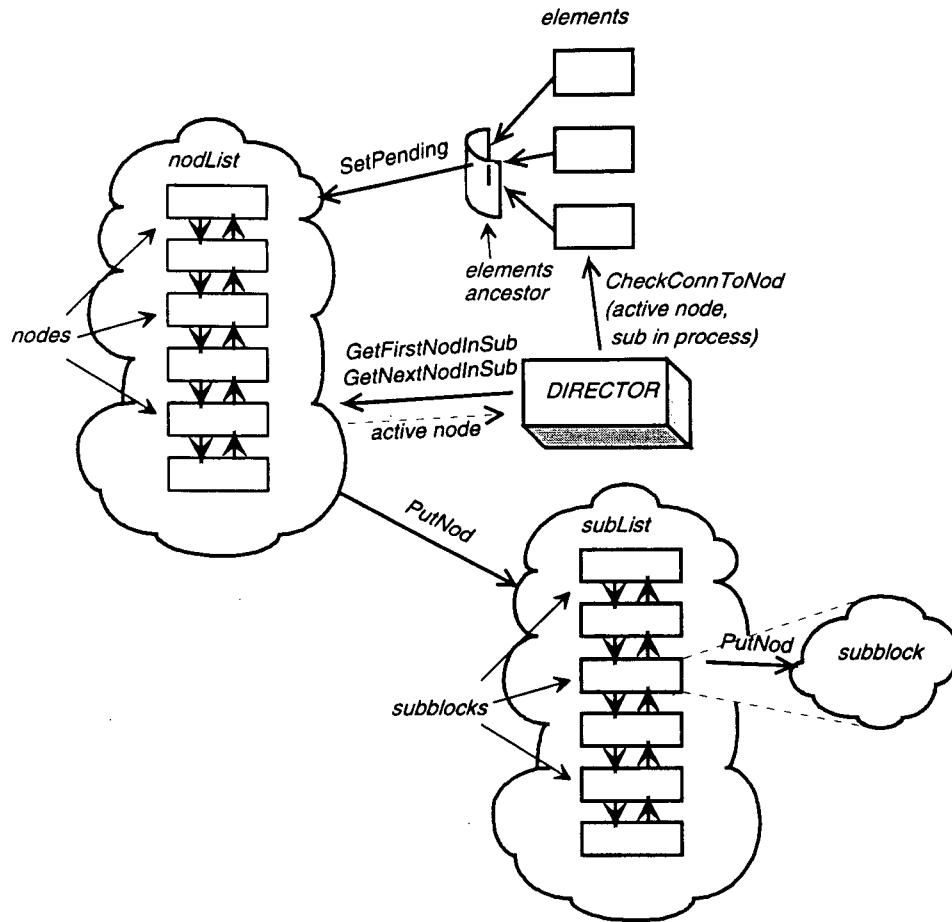 elements
SetPending
nodList
elements
ancestor
CheckConnToNod
(active node,
sub in process)
nodes
GetFirstNodInSub
GetNextNodInSub
DIRECTOR
active node
PutNod
subList
PutNod
subblock
subblocks